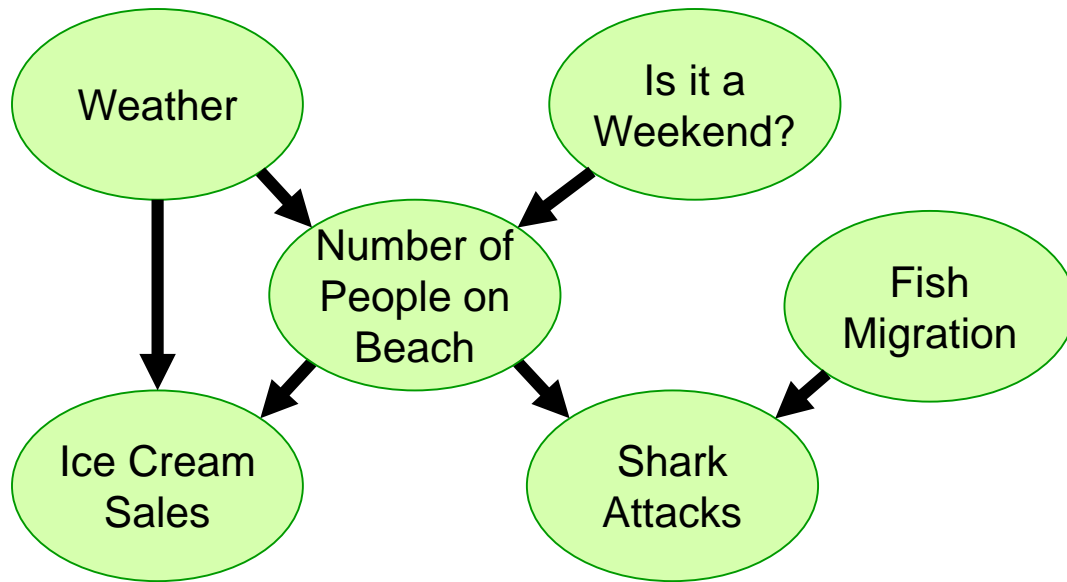 Weather
Is it a
Weekend?
Number of
People on
Beach
Fish
Migration
Ice Cream
Sales
Shark
Attacks